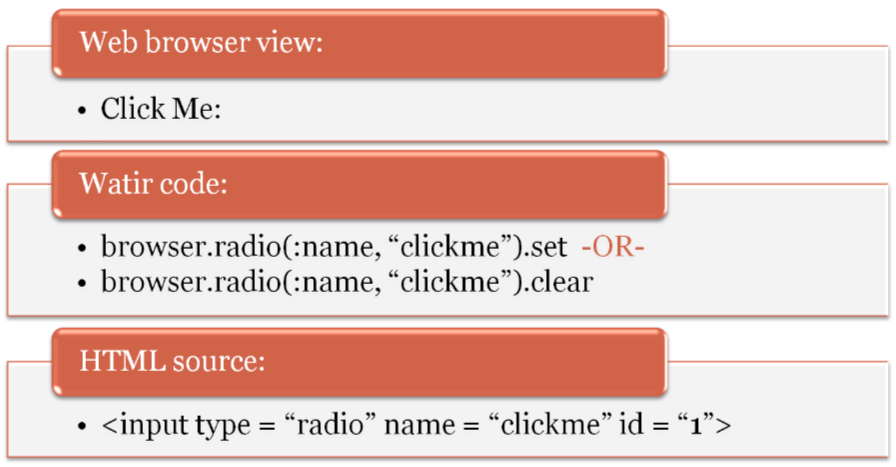 Web browser view:
• Click Me:
Watir code:
• browser.radio(:name, “clickme”).set -OR-
• browser.radio(:name, “clickme”).clear
HTML source:
• <input type = “radio” name = “clickme” id = “1”>